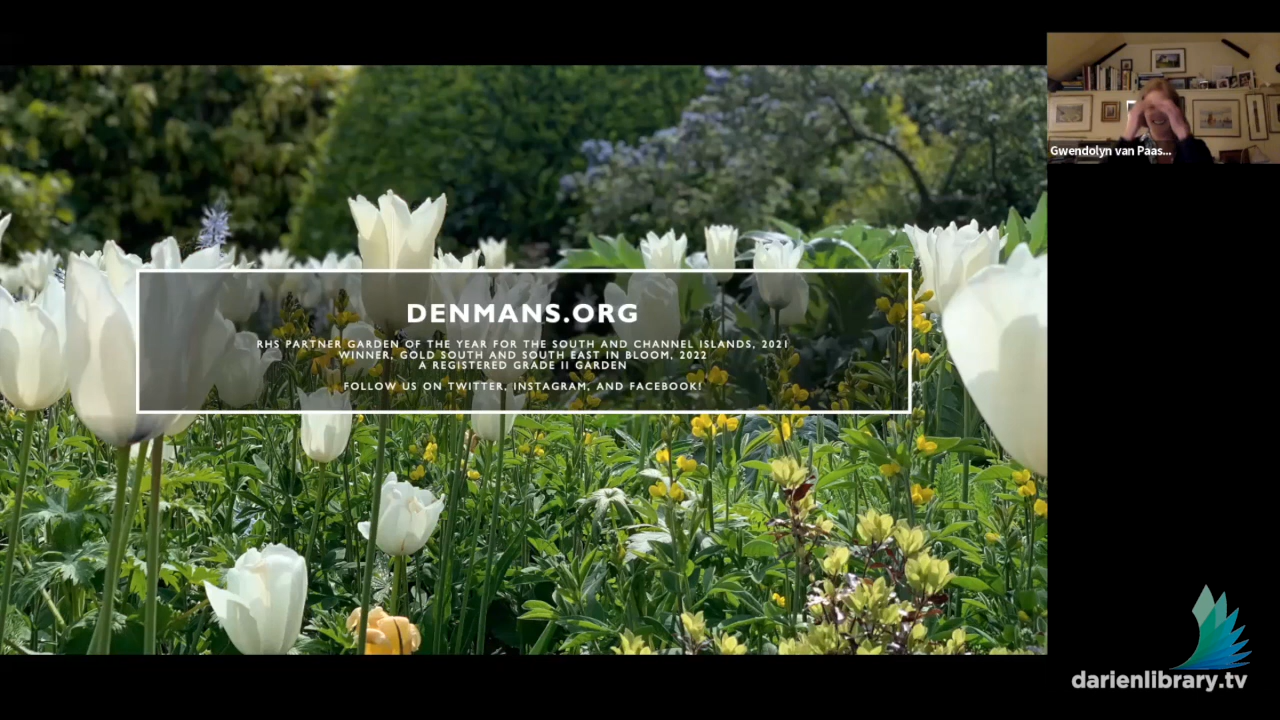 DENMANS.ORG
RHS PARTNER GARDEN OF THE YEAR FOR THE SOUTH AND CHANNEL ISLANDS, 2021
WINNER, GOLD SOUTH AND SOUTH EAST IN BLOOM, 2022
A REGISTERED GRADE II GARDEN
FOLLOW US ON TWITTER, INSTAGRAM, AND FACEBOOK!
Gwendolyn van Paas...
darienlibrary.tv